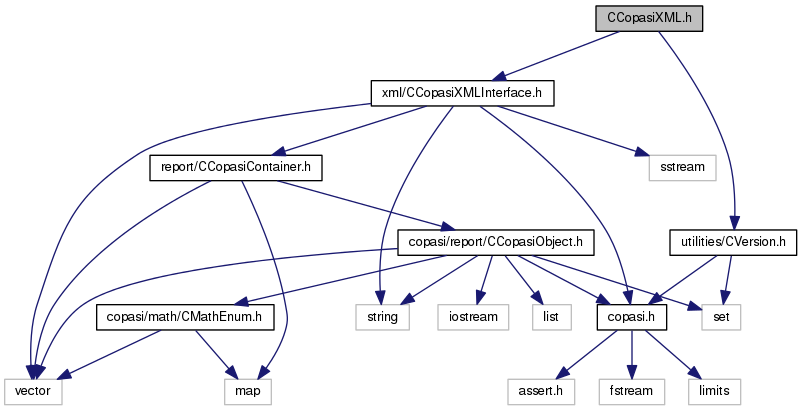 CCopasiXML.h
xml/CCopasiXMLInterface.h
report/CCopasiContainer.h
sstream
copasi/report/CCopasiObject.h
utilities/CVersion.h
copasi/math/CMathEnum.h
string
iostream
list
copasi.h
set
vector
map
assert.h
fstream
limits